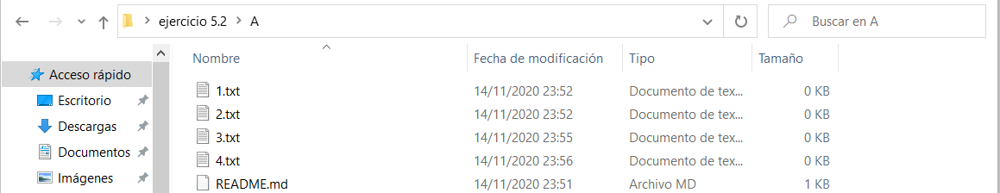 ejercicio 5.2 A Buscar en A
Nombre Fecha de modificación Tipo Tamaño
Acceso rápido
Escritorio
Descargas
Documentos
Imágenes
1.txt 14/11/2020 23:52 Documento de tex... 0 KB
2.txt 14/11/2020 23:52 Documento de tex... 0 KB
3.txt 14/11/2020 23:55 Documento de tex... 0 KB
4.txt 14/11/2020 23:56 Documento de tex... 0 KB
README.md 14/11/2020 23:51 Archivo MD 1 KB